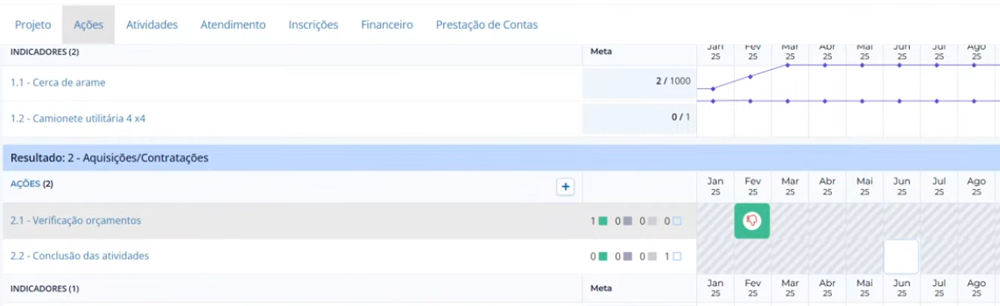 Projeto Ações Atividades Atendimento Inscrições Financeiro Prestação de Contas
INDICADORES (2) Meta Jan Fev Mar Abr Mai Jun Jul Ago
25 25 25 25 25 25 25 25
1.1 - Cerca de arame 2 / 1000
1.2 - Camionete utilitária 4 x4 0 / 1
Resultado: 2 - Aquisições/Contratações
AÇÕES (2) + Jan Fev Mar Abr Mai Jun Jul Ago
25 25 25 25 25 25 25 25
2.1 - Verificação orçamentos 1 0 0 0
2.2 - Conclusão das atividades 0 0 0 1
INDICADORES (1) Meta Jan Fev Mar Abr Mai Jun Jul Ago
25 25 25 25 25 25 25 25